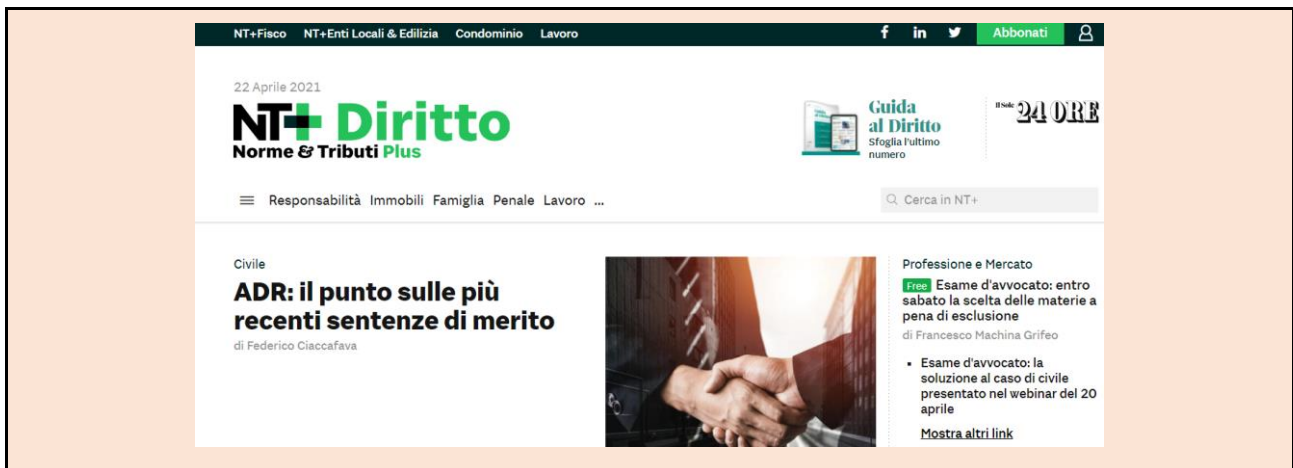 NT+Fisco NT+Enti Locali & Edilizia Condominio Lavoro
Abbonati
22 Aprile 2021
NT+ Diritto
Norme & Tributi Plus
Guida
al Diritto
Sfoglia l'ultimo
numero
Il Sole 24 ORE
Responsabilità Immobili Famiglia Penale Lavoro ...
Cerca in NT+
Civile
ADR: il punto sulle più
recenti sentenze di merito
di Federico Ciaccafava
Professione e Mercato
Free Esame d'avvocato: entro
sabato la scelta delle materie a
pena di esclusione
di Francesco Machina Grifeo
Esame d'avvocato: la
soluzione al caso di civile
presentato nel webinar del 20
aprile
Mostra altri link